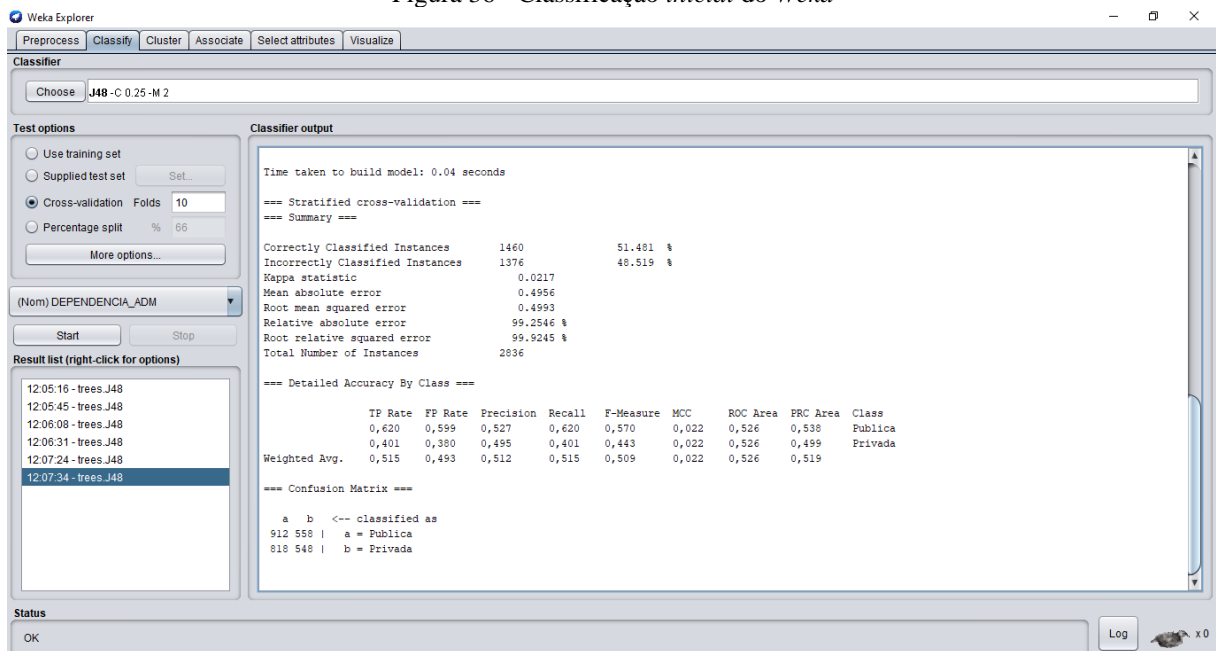 Figura 38 - Classificação inicial do Weka
Weka Explorer
Preprocess Classify Cluster Associate Select attributes Visualize
Classifier
Choose J48 -C 0.25 -M 2
Test options
Use training set
Supplied test set Set...
Cross-validation Folds 10
Percentage split % 66
More options...
(Nom) DEPENDENCIA_ADM
Start Stop
Result list (right-click for options)
12:05:16 - trees.J48
12:05:45 - trees.J48
12:06:08 - trees.J48
12:06:31 - trees.J48
12:07:24 - trees.J48
12:07:34 - trees.J48
Classifier output
Time taken to build model: 0.04 seconds
=== Stratified cross-validation ===
=== Summary ===
Correctly Classified Instances 1460 51.481 %
Incorrectly Classified Instances 1376 48.519 %
Kappa statistic 0.0217
Mean absolute error 0.4956
Root mean squared error 0.4993
Relative absolute error 99.2546 %
Root relative squared error 99.9245 %
Total Number of Instances 2836
=== Detailed Accuracy By Class ===
TP Rate FP Rate Precision Recall F-Measure MCC ROC Area PRC Area Class
0,620 0,599 0,527 0,620 0,570 0,022 0,526 0,538 Publica
0,401 0,380 0,495 0,401 0,443 0,022 0,526 0,499 Privada
Weighted Avg. 0,515 0,493 0,512 0,515 0,509 0,022 0,526 0,519
=== Confusion Matrix ===
a b <-- classified as
912 558 | a = Publica
818 548 | b = Privada
Status
OK
Log x 0